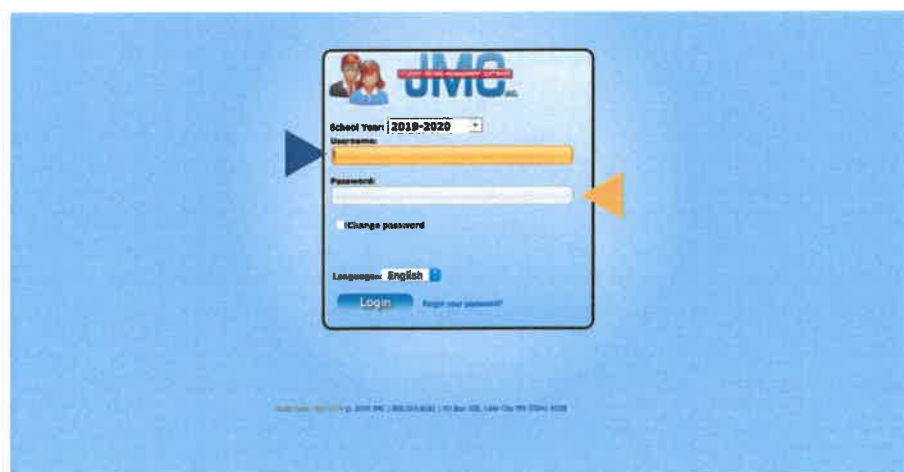 JMC
School Year: 2019-2020
Username:
Password:
Change password
Language: English
Login
Forgot your password?